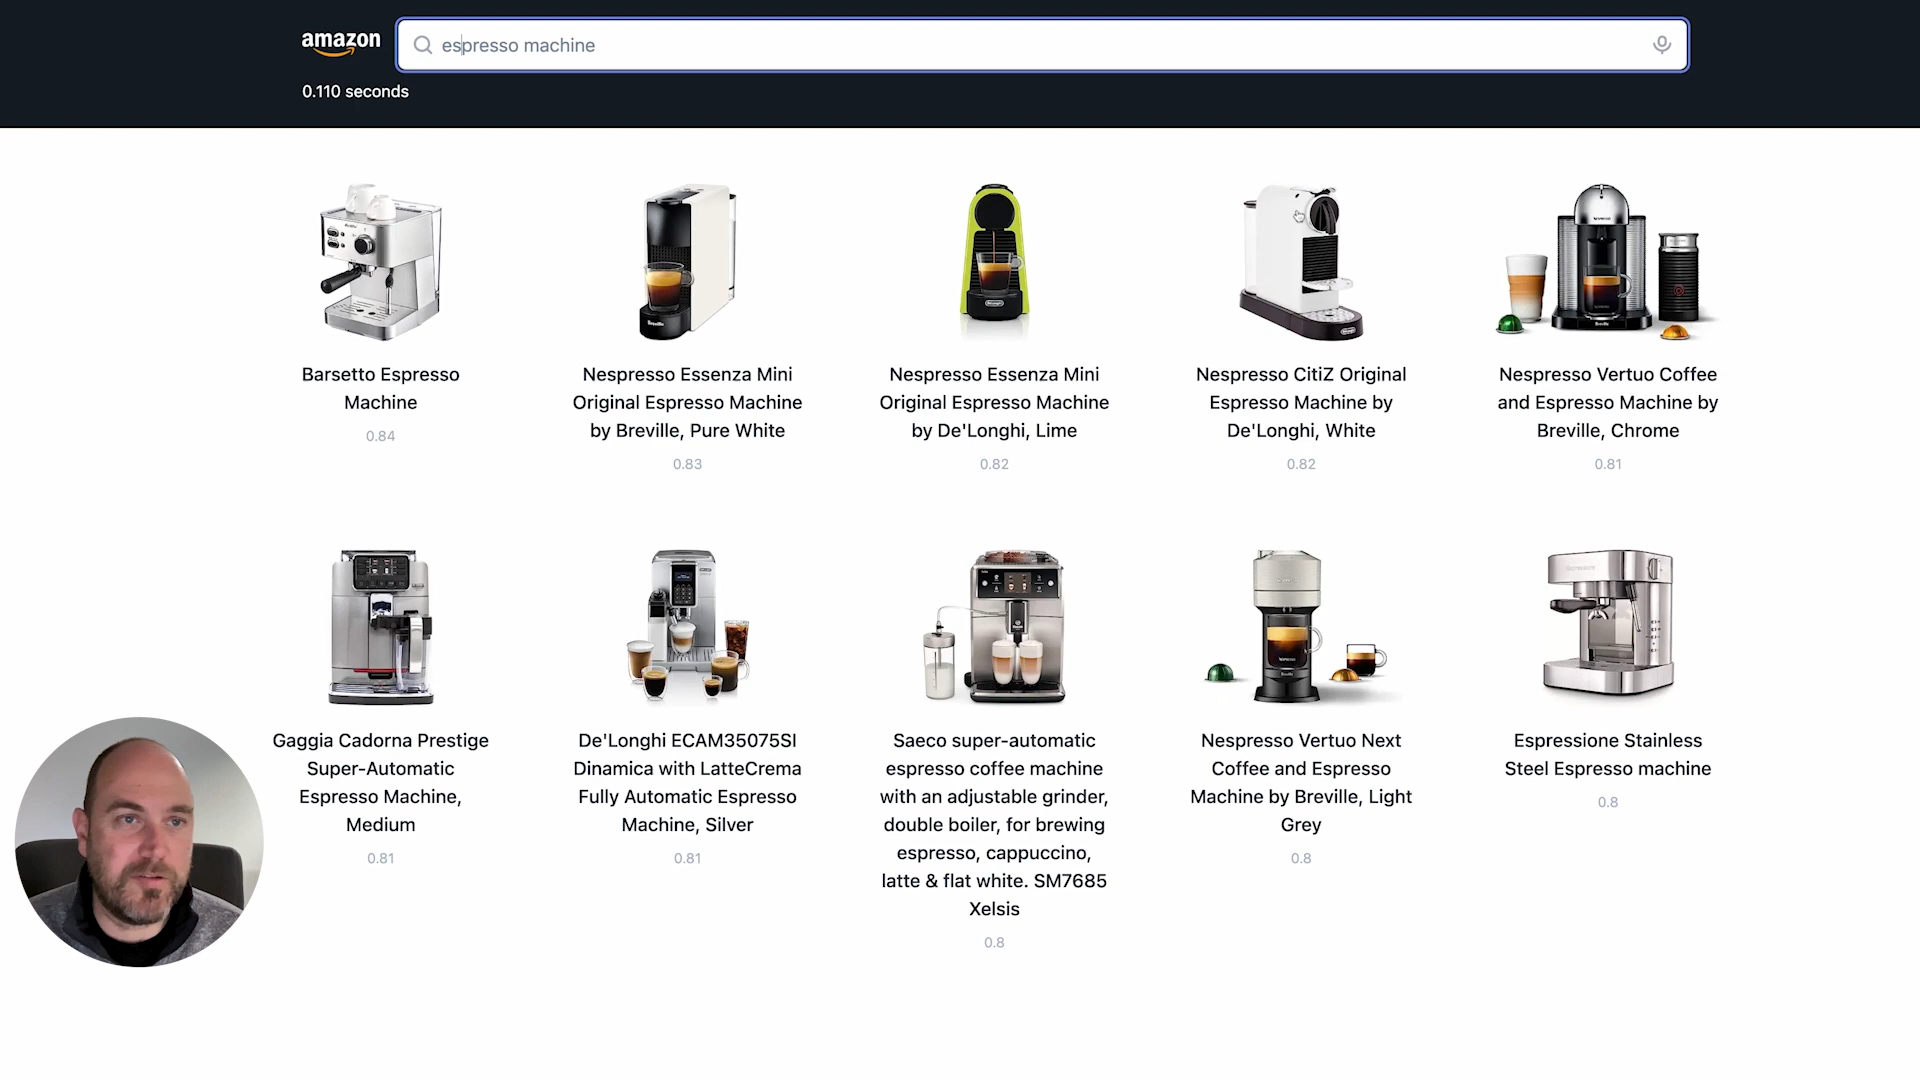 amazon
espresso machine
0.110 seconds
Barsetto Espresso
Machine
0.84
Nespresso Essenza Mini
Original Espresso Machine
by Breville, Pure White
0.83
Nespresso Essenza Mini
Original Espresso Machine
by De'Longhi, Lime
0.82
Nespresso CitiZ Original
Espresso Machine by
De'Longhi, White
0.82
Nespresso Vertuo Coffee
and Espresso Machine by
Breville, Chrome
0.81
Gaggia Cadorna Prestige
Super-Automatic
Espresso Machine,
Medium
0.81
De'Longhi ECAM35075SI
Dinamica with LatteCrema
Fully Automatic Espresso
Machine, Silver
0.81
Saeco super-automatic
espresso coffee machine
with an adjustable grinder,
double boiler, for brewing
espresso, cappuccino,
latte & flat white. SM7685
Xelsis
0.8
Nespresso Vertuo Next
Coffee and Espresso
Machine by Breville, Light
Grey
0.8
Espressione Stainless
Steel Espresso machine
0.8